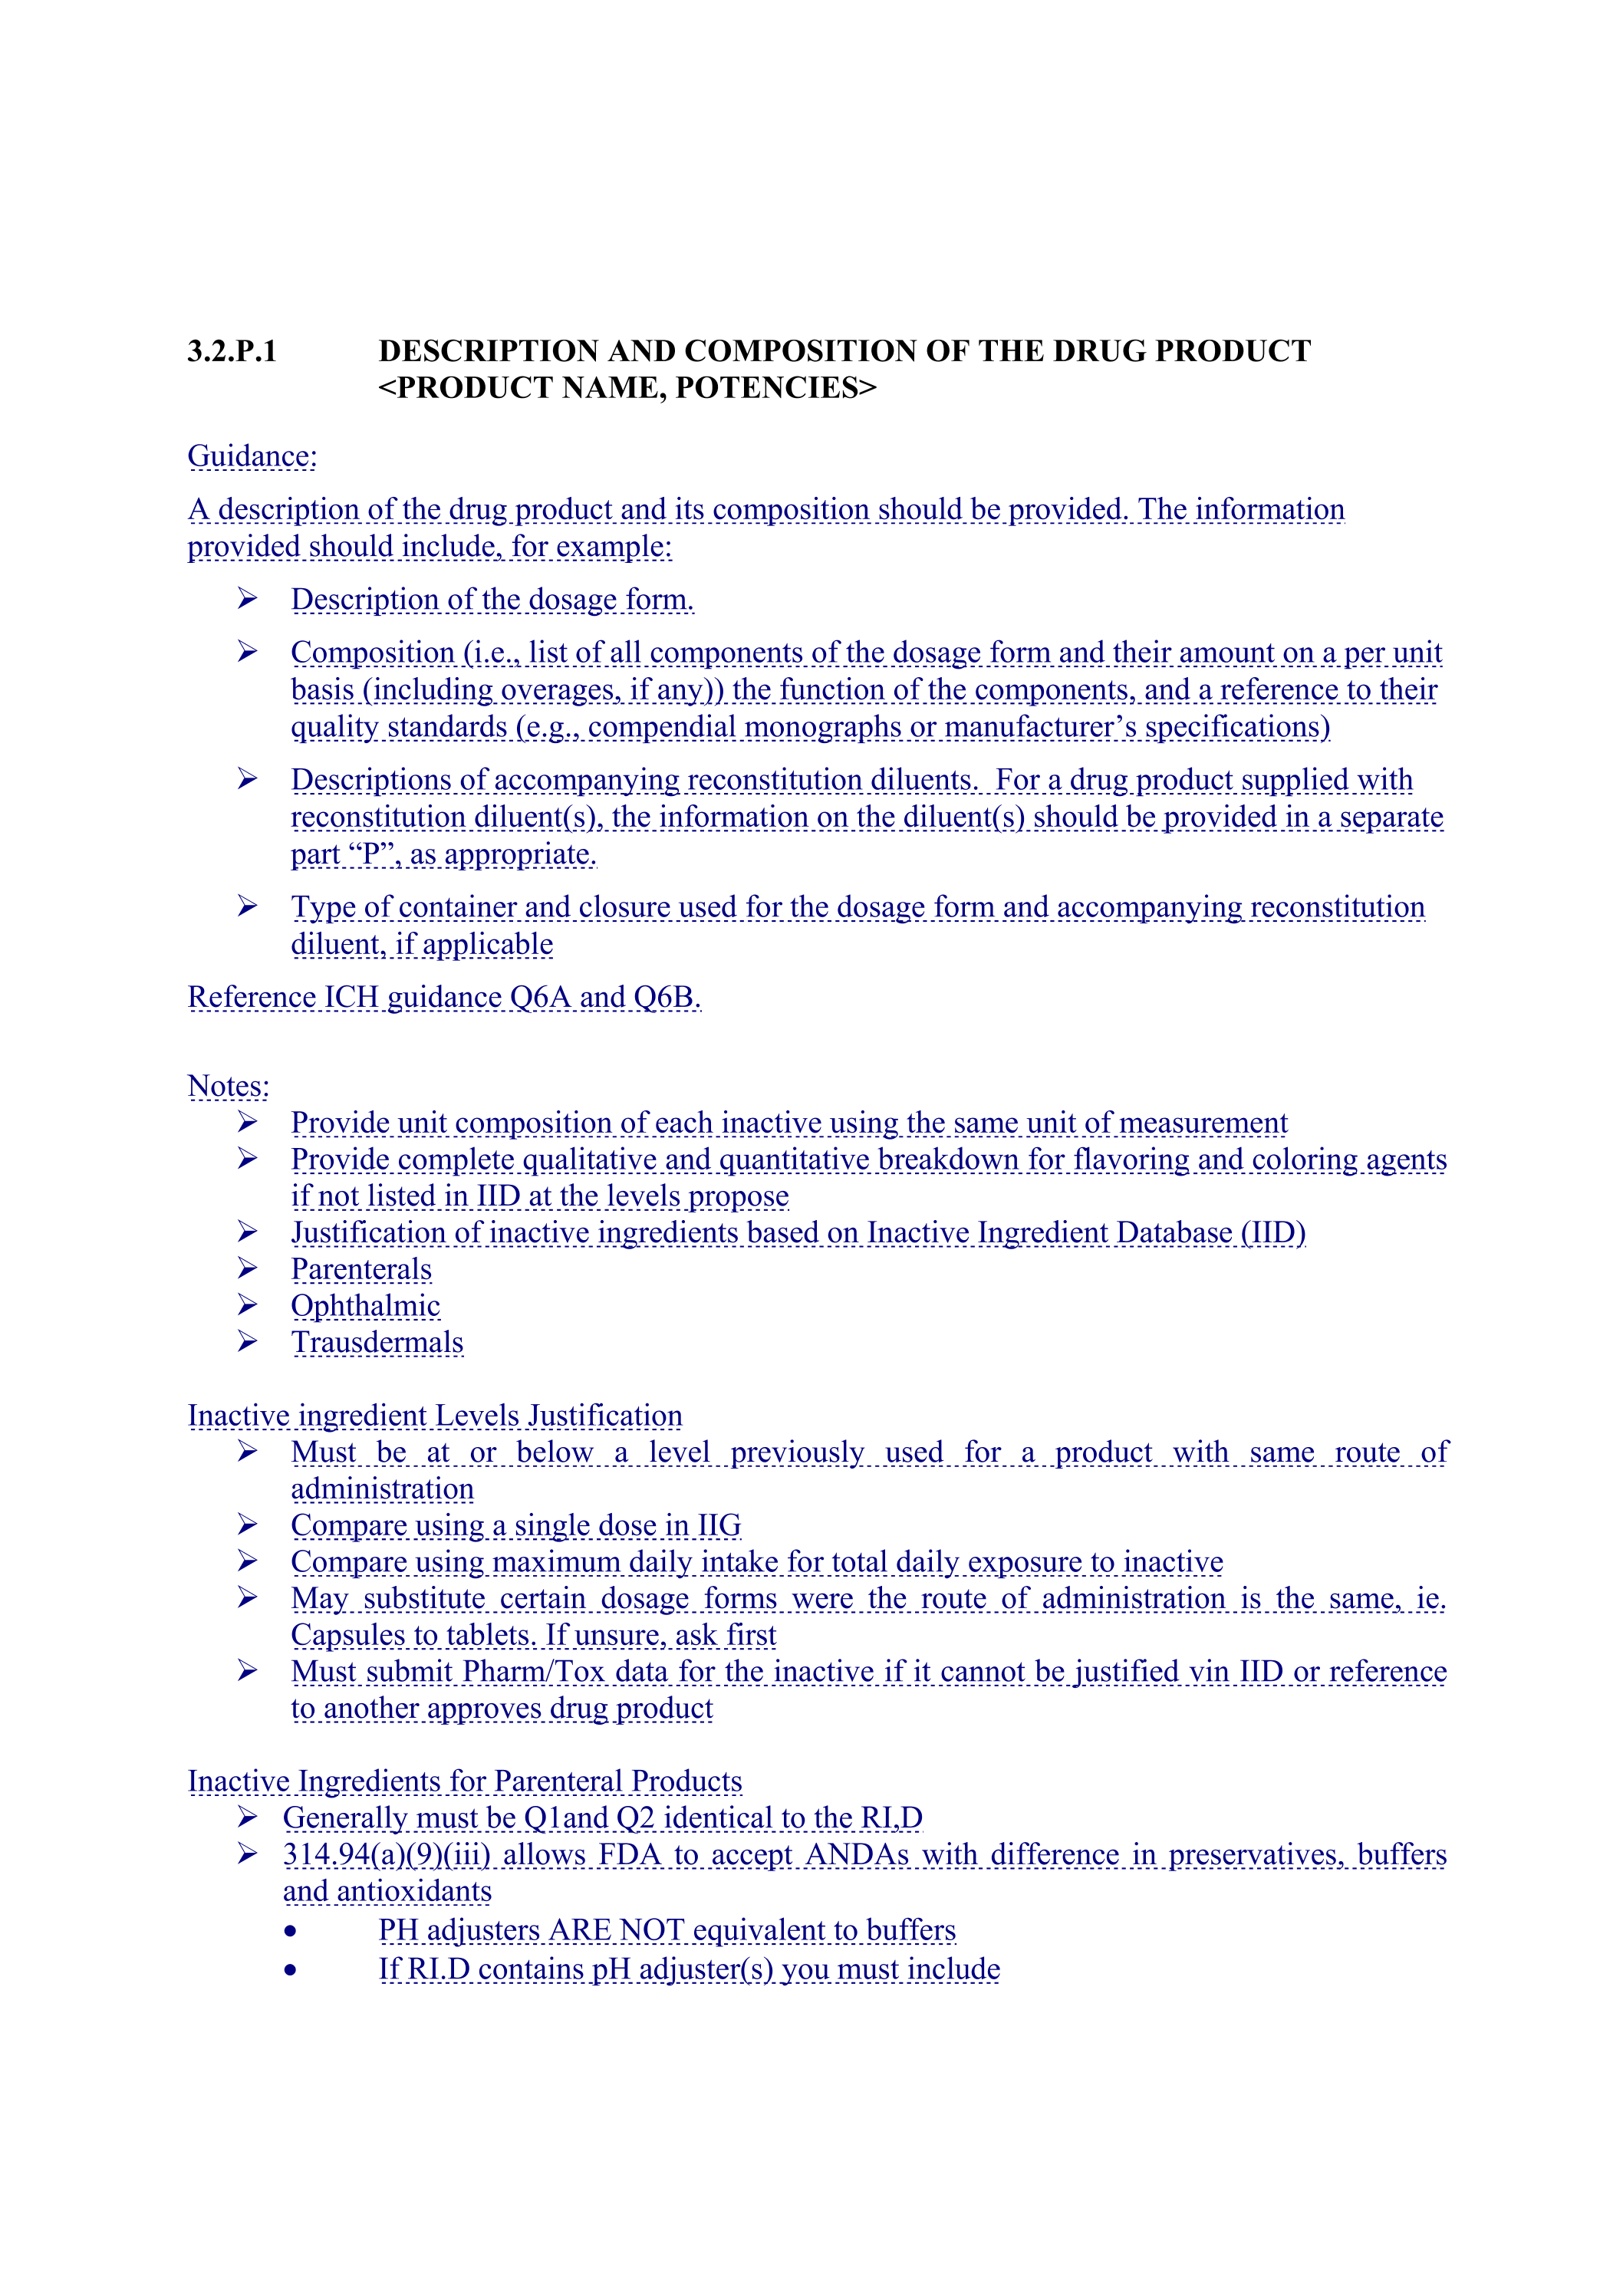 3.2.P.1 DESCRIPTION AND COMPOSITION OF THE DRUG PRODUCT
<PRODUCT NAME, POTENCIES>
Guidance:
A description of the drug product and its composition should be provided. The information
provided should include, for example:
➢ Description of the dosage form.
➢ Composition (i.e., list of all components of the dosage form and their amount on a per unit
basis (including overages, if any)) the function of the components, and a reference to their
quality standards (e.g., compendial monographs or manufacturer’s specifications)
➢ Descriptions of accompanying reconstitution diluents. For a drug product supplied with
reconstitution diluent(s), the information on the diluent(s) should be provided in a separate
part “P”, as appropriate.
➢ Type of container and closure used for the dosage form and accompanying reconstitution
diluent, if applicable
Reference ICH guidance Q6A and Q6B.
Notes:
➢ Provide unit composition of each inactive using the same unit of measurement
➢ Provide complete qualitative and quantitative breakdown for flavoring and coloring agents
if not listed in IID at the levels propose
➢ Justification of inactive ingredients based on Inactive Ingredient Database (IID)
➢ Parenterals
➢ Ophthalmic
➢ Trausdermals
Inactive ingredient Levels Justification
➢ Must be at or below a level previously used for a product with same route of
administration
➢ Compare using a single dose in IIG
➢ Compare using maximum daily intake for total daily exposure to inactive
➢ May substitute certain dosage forms were the route of administration is the same, ie.
Capsules to tablets. If unsure, ask first
➢ Must submit Pharm/Tox data for the inactive if it cannot be justified vin IID or reference
to another approves drug product
Inactive Ingredients for Parenteral Products
➢ Generally must be Q1and Q2 identical to the RI,D
➢ 314.94(a)(9)(iii) allows FDA to accept ANDAs with difference in preservatives, buffers
and antioxidants
• PH adjusters ARE NOT equivalent to buffers
• If RI.D contains pH adjuster(s) you must include